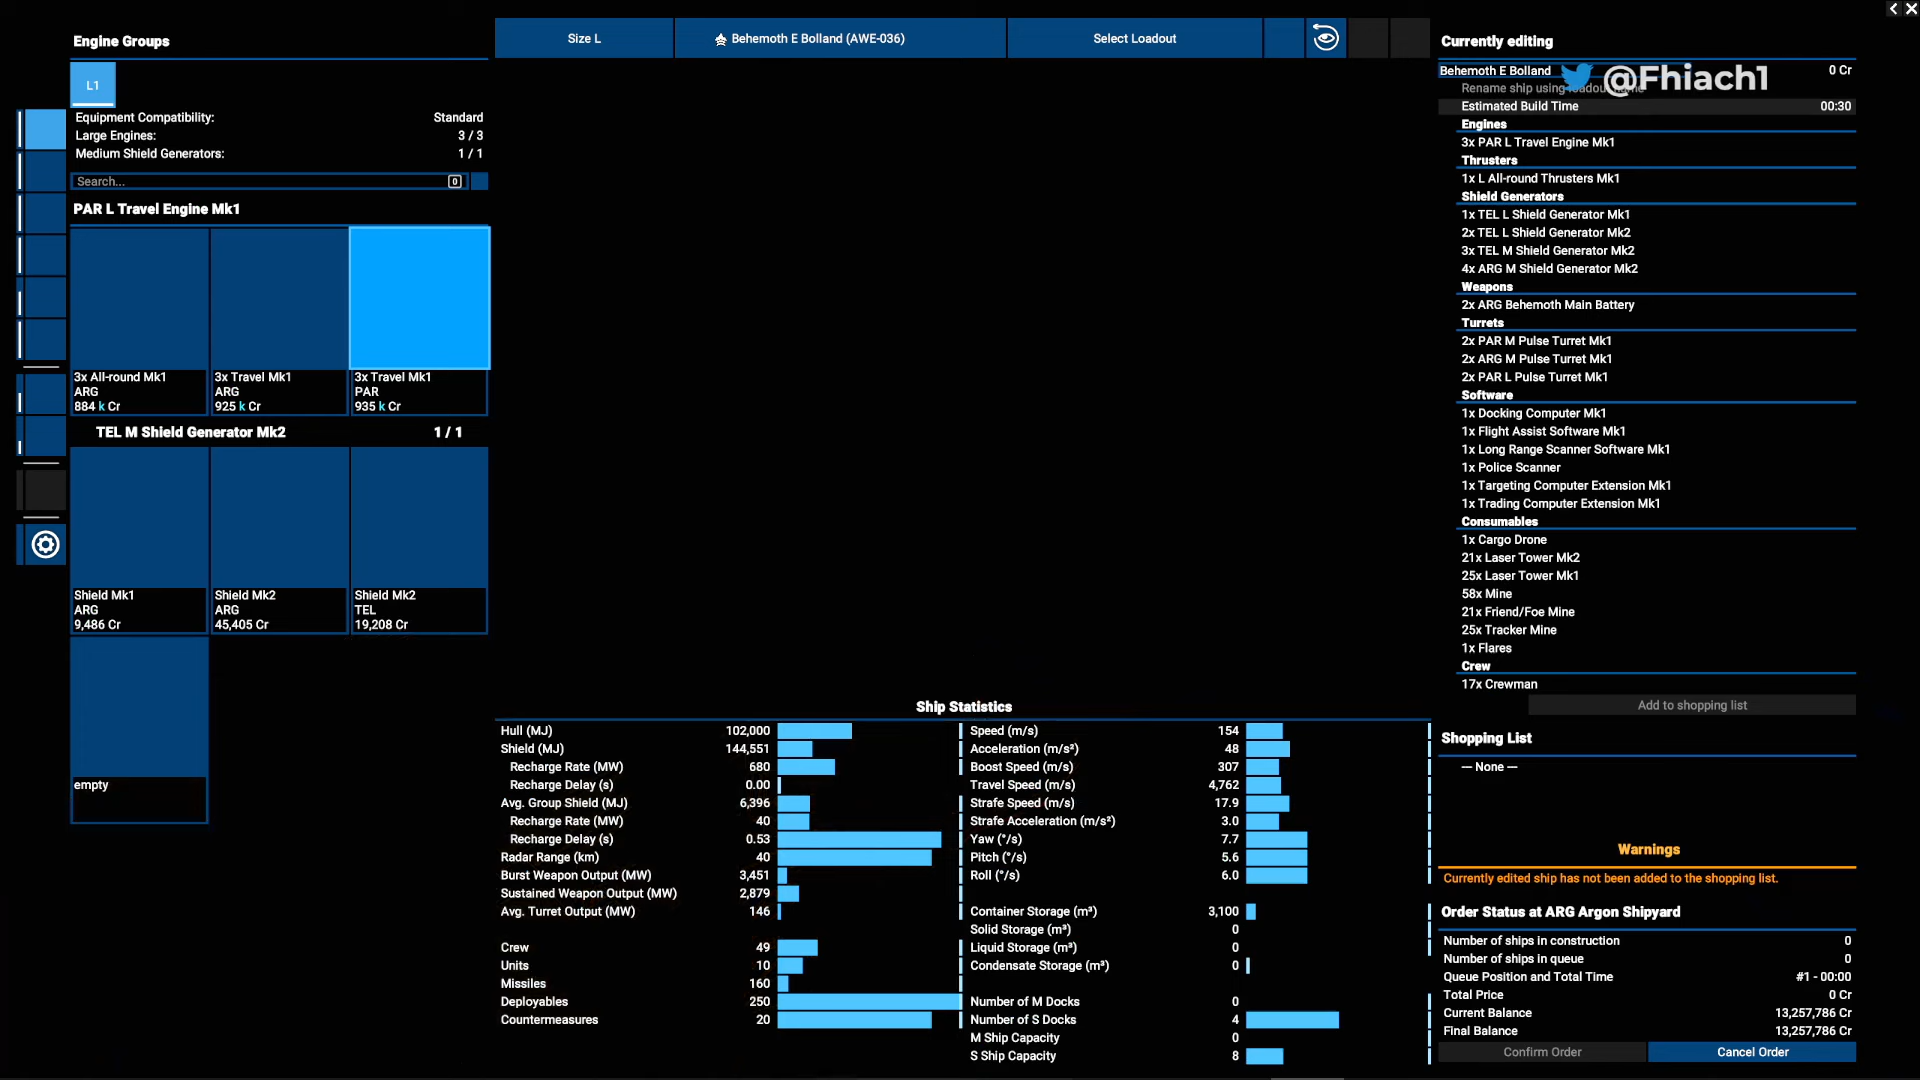 Engine Groups
L1
Equipment Compatibility: Standard
Large Engines: 3 / 3
Medium Shield Generators: 1 / 1
Search... 0
PAR L Travel Engine Mk1
3x All-round Mk1
ARG
884 k Cr
3x Travel Mk1
ARG
925 k Cr
3x Travel Mk1
PAR
935 k Cr
TEL M Shield Generator Mk2 1 / 1
Shield Mk1
ARG
9,486 Cr
Shield Mk2
ARG
45,405 Cr
Shield Mk2
TEL
19,208 Cr
empty
Size L
Behemoth E Bolland (AWE-036)
Select Loadout
Ship Statistics
Hull (MJ) 102,000
Shield (MJ) 144,551
Recharge Rate (MW) 680
Recharge Delay (s) 0.00
Avg. Group Shield (MJ) 6,396
Recharge Rate (MW) 40
Recharge Delay (s) 0.53
Radar Range (km) 40
Burst Weapon Output (MW) 3,451
Sustained Weapon Output (MW) 2,879
Avg. Turret Output (MW) 146
Crew 49
Units 10
Missiles 160
Deployables 250
Countermeasures 20
Speed (m/s) 154
Acceleration (m/s²) 48
Boost Speed (m/s) 307
Travel Speed (m/s) 4,762
Strafe Speed (m/s) 17.9
Strafe Acceleration (m/s²) 3.0
Yaw (°/s) 7.7
Pitch (°/s) 5.6
Roll (°/s) 6.0
Container Storage (m³) 3,100
Solid Storage (m³) 0
Liquid Storage (m³) 0
Condensate Storage (m³) 0
Number of M Docks 0
Number of S Docks 4
M Ship Capacity 0
S Ship Capacity 8
Currently editing
Behemoth E Bolland 0 Cr
@Fhiach1
Rename ship using loadout name
Estimated Build Time 00:30
Engines
3x PAR L Travel Engine Mk1
Thrusters
1x L All-round Thrusters Mk1
Shield Generators
1x TEL L Shield Generator Mk1
2x TEL L Shield Generator Mk2
3x TEL M Shield Generator Mk2
4x ARG M Shield Generator Mk2
Weapons
2x ARG Behemoth Main Battery
Turrets
2x PAR M Pulse Turret Mk1
2x ARG M Pulse Turret Mk1
2x PAR L Pulse Turret Mk1
Software
1x Docking Computer Mk1
1x Flight Assist Software Mk1
1x Long Range Scanner Software Mk1
1x Police Scanner
1x Targeting Computer Extension Mk1
1x Trading Computer Extension Mk1
Consumables
1x Cargo Drone
21x Laser Tower Mk2
25x Laser Tower Mk1
58x Mine
21x Friend/Foe Mine
25x Tracker Mine
1x Flares
Crew
17x Crewman
Add to shopping list
Shopping List
— None —
Warnings
Currently edited ship has not been added to the shopping list.
Order Status at ARG Argon Shipyard
Number of ships in construction 0
Number of ships in queue 0
Queue Position and Total Time #1 - 00:00
Total Price 0 Cr
Current Balance 13,257,786 Cr
Final Balance 13,257,786 Cr
Confirm Order
Cancel Order